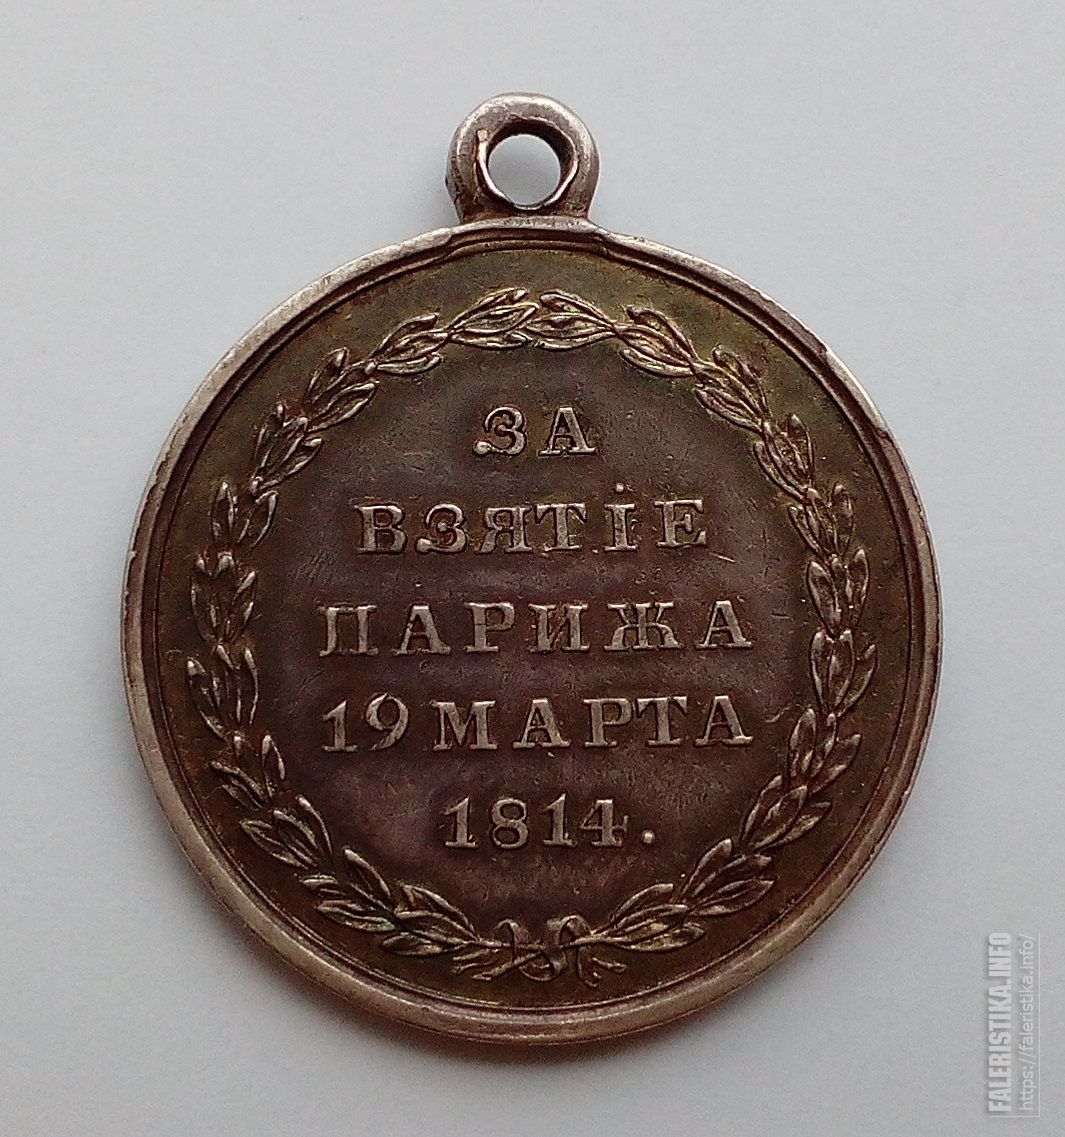 ЗА
ВЗЯТІЕ
ПАРИЖА
19 МАРТА
1814.
FALERISTIKA.INFO
https://faleristika.info/